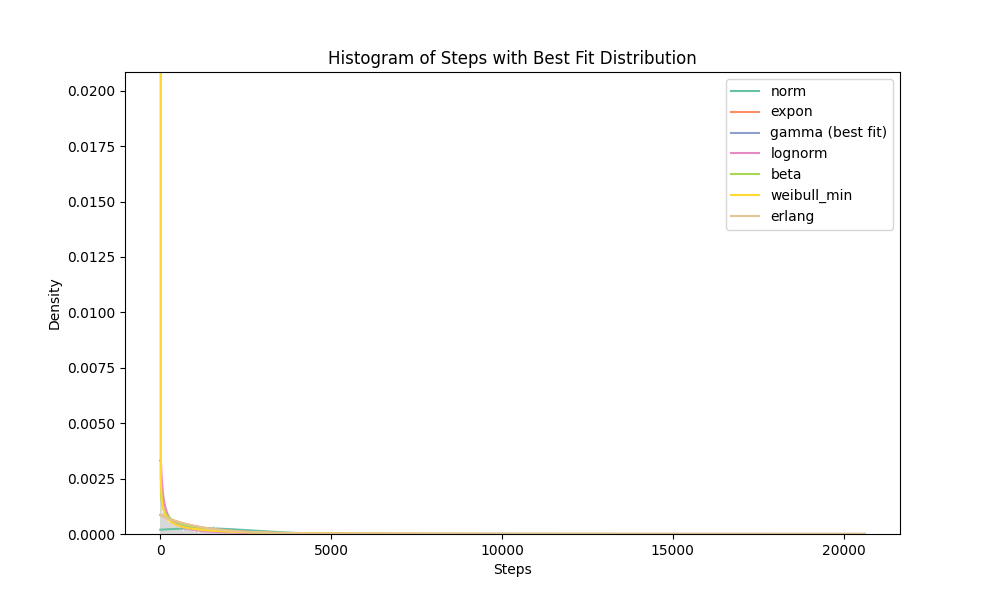 Histogram of Steps with Best Fit Distribution
0.0200
0.0175
0.0150
0.0125
0.0100
0.0075
0.0050
0.0025
0.0000
Density
norm
expon
gamma (best fit)
lognorm
beta
weibull_min
erlang
0
5000
10000
15000
20000
Steps